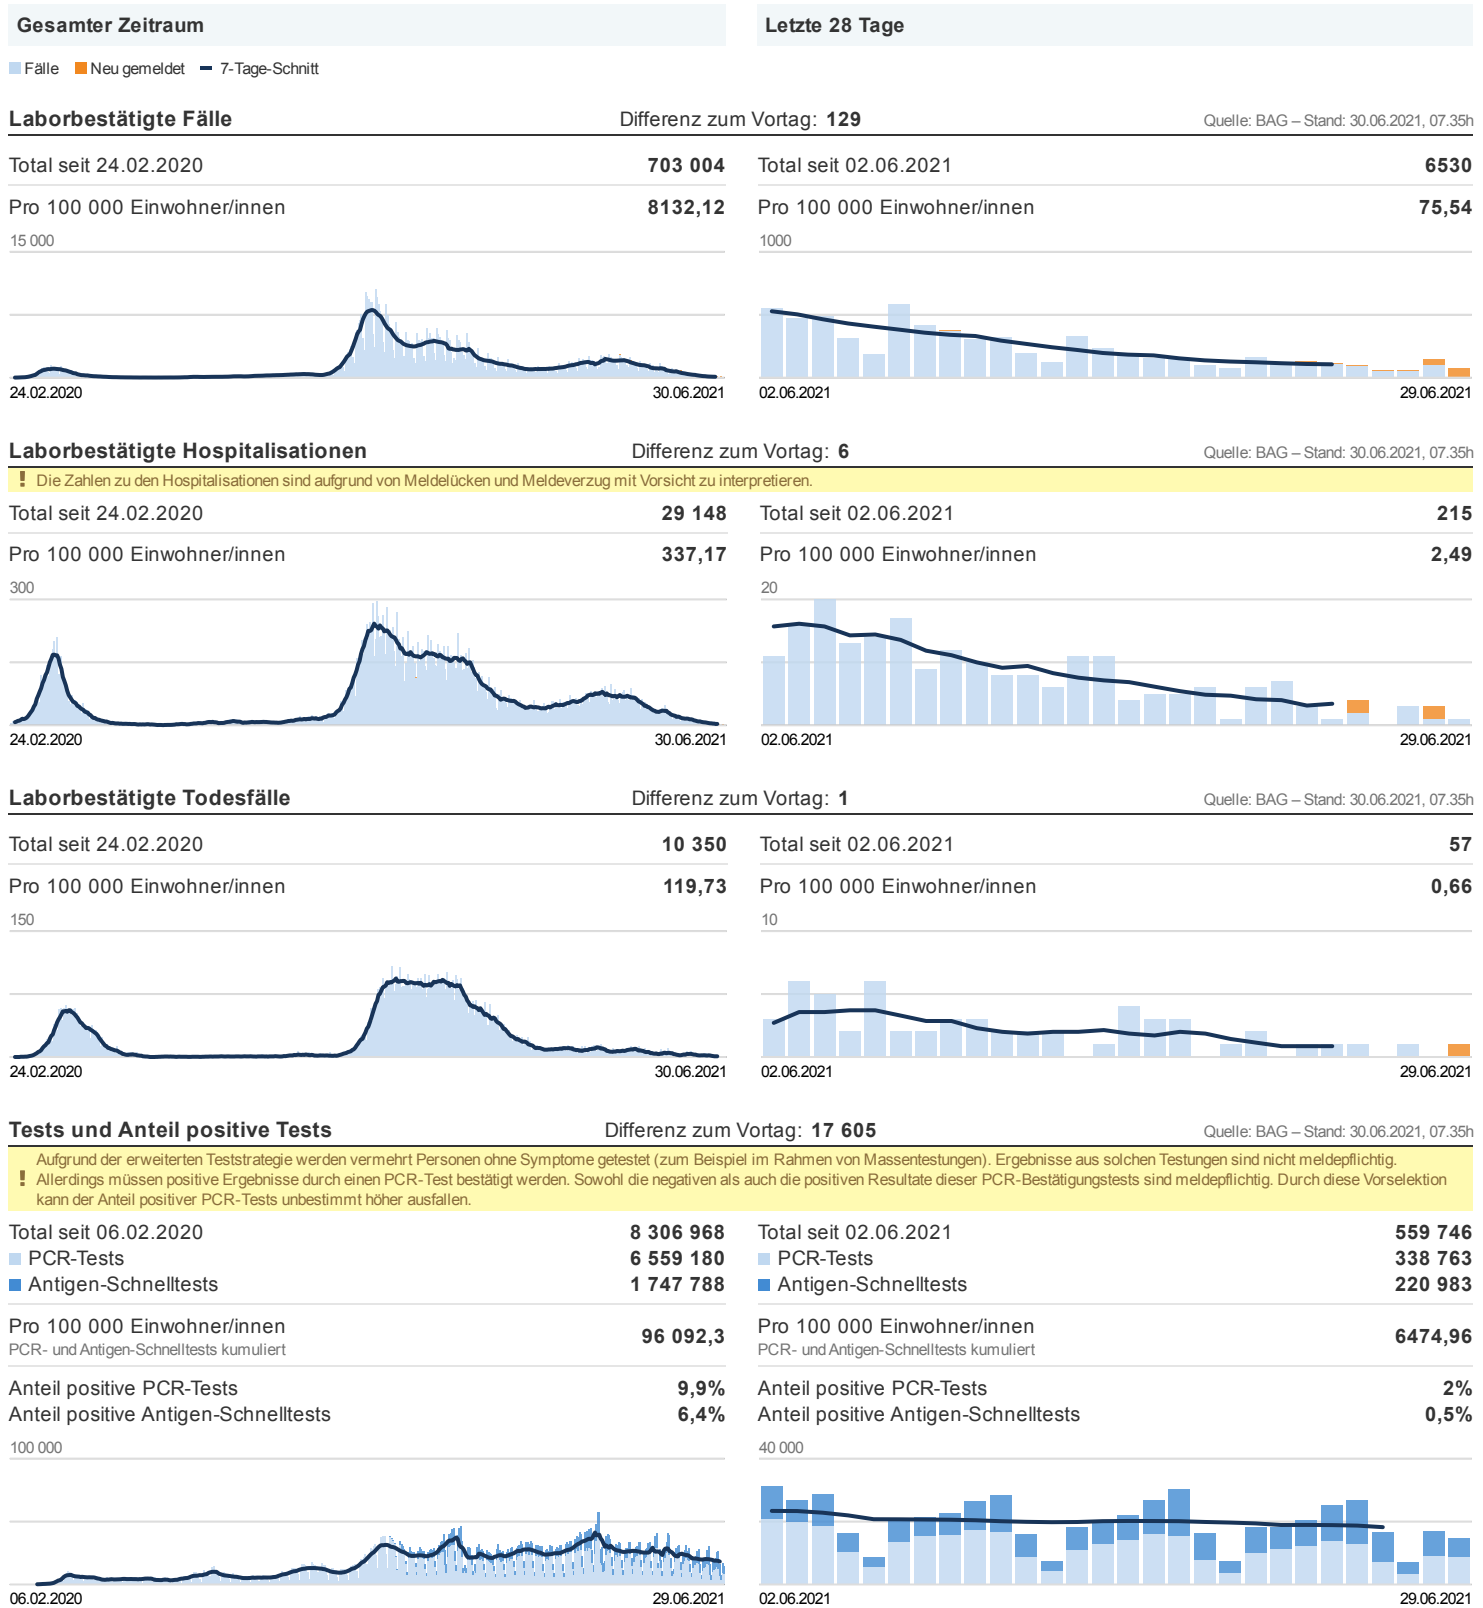 Gesamter Zeitraum
Letzte 28 Tage
Fälle Neu gemeldet 7-Tage-Schnitt
Laborbestätigte Fälle Differenz zum Vortag: 129 Quelle: BAG – Stand: 30.06.2021, 07.35h
Total seit 24.02.2020 703 004
Pro 100 000 Einwohner/innen 8132,12
15 000
24.02.2020 30.06.2021
Total seit 02.06.2021 6530
Pro 100 000 Einwohner/innen 75,54
1000
02.06.2021 29.06.2021
Laborbestätigte Hospitalisationen Differenz zum Vortag: 6 Quelle: BAG – Stand: 30.06.2021, 07.35h
! Die Zahlen zu den Hospitalisationen sind aufgrund von Meldelücken und Meldeverzug mit Vorsicht zu interpretieren.
Total seit 24.02.2020 29 148
Pro 100 000 Einwohner/innen 337,17
300
24.02.2020 30.06.2021
Total seit 02.06.2021 215
Pro 100 000 Einwohner/innen 2,49
20
02.06.2021 29.06.2021
Laborbestätigte Todesfälle Differenz zum Vortag: 1 Quelle: BAG – Stand: 30.06.2021, 07.35h
Total seit 24.02.2020 10 350
Pro 100 000 Einwohner/innen 119,73
150
24.02.2020 30.06.2021
Total seit 02.06.2021 57
Pro 100 000 Einwohner/innen 0,66
10
02.06.2021 29.06.2021
Tests und Anteil positive Tests Differenz zum Vortag: 17 605 Quelle: BAG – Stand: 30.06.2021, 07.35h
Aufgrund der erweiterten Teststrategie werden vermehrt Personen ohne Symptome getestet (zum Beispiel im Rahmen von Massentestungen). Ergebnisse aus solchen Testungen sind nicht meldepflichtig.
! Allerdings müssen positive Ergebnisse durch einen PCR-Test bestätigt werden. Sowohl die negativen als auch die positiven Resultate dieser PCR-Bestätigungstests sind meldepflichtig. Durch diese Vorselektion
kann der Anteil positiver PCR-Tests unbestimmt höher ausfallen.
Total seit 06.02.2020 8 306 968
PCR-Tests 6 559 180
Antigen-Schnelltests 1 747 788
Pro 100 000 Einwohner/innen 96 092,3
PCR- und Antigen-Schnelltests kumuliert
Anteil positive PCR-Tests 9,9%
Anteil positive Antigen-Schnelltests 6,4%
100 000
06.02.2020 29.06.2021
Total seit 02.06.2021 559 746
PCR-Tests 338 763
Antigen-Schnelltests 220 983
Pro 100 000 Einwohner/innen 6474,96
PCR- und Antigen-Schnelltests kumuliert
Anteil positive PCR-Tests 2%
Anteil positive Antigen-Schnelltests 0,5%
40 000
02.06.2021 29.06.2021